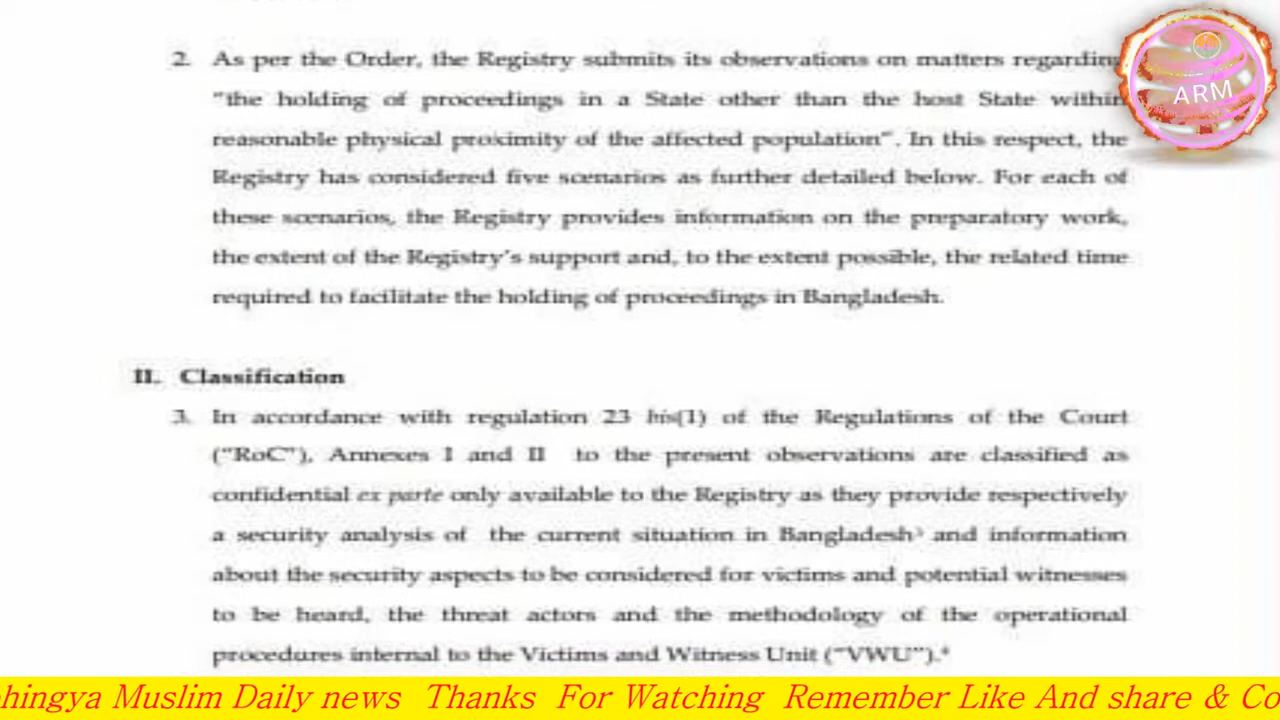 2. As per the Order, the Registry submits its observations on matters regarding
"the holding of proceedings in a State other than the host State within
reasonable physical proximity of the affected population". In this respect, the
Registry has considered five scenarios as further detailed below. For each of
these scenarios, the Registry provides information on the preparatory work,
the extent of the Registry's support and, to the extent possible, the related time
required to facilitate the holding of proceedings in Bangladesh.
II. Classification
3. In accordance with regulation 23 bis(1) of the Regulations of the Court
("RoC"), Annexes I and II to the present observations are classified as
confidential ex parte only available to the Registry as they provide respectively
a security analysis of the current situation in Bangladesh³ and information
about the security aspects to be considered for victims and potential witnesses
to be heard, the threat actors and the methodology of the operational
procedures internal to the Victims and Witness Unit ("VWU").⁴
ARM
ohingya Muslim Daily news Thanks For Watching Remember Like And share & Co